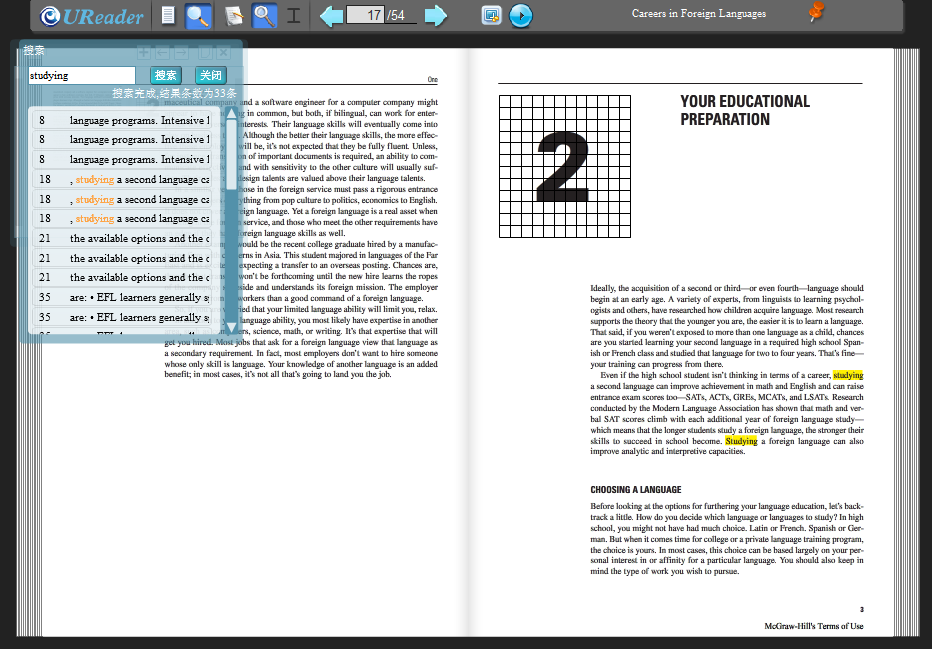 UReader
17 /54
Careers in Foreign Languages
搜索
studying
搜索
关闭
搜索完成,结果条数为33条
8 language programs. Intensive l
8 language programs. Intensive l
8 language programs. Intensive l
18 , studying a second language ca
18 , studying a second language ca
18 , studying a second language ca
21 the available options and the c
21 the available options and the c
21 the available options and the c
35 are: • EFL learners generally s
35 are: • EFL learners generally s
One
and a software engineer for a computer company might
in common, but both, if bilingual, can work for enter-
interests. Their language skills will eventually come into
Although the better their language skills, the more effec-
will be, it's not expected that they be fully fluent. Unless,
of important documents is required, an ability to com-
and with sensitivity to the other culture will usually suf-
design talents are valued above their language talents.
those in the foreign service must pass a rigorous entrance
everything from pop culture to politics, economics to English.
foreign language. Yet a foreign language is a real asset when
service, and those who meet the other requirements have
foreign language skills as well.
would be the recent college graduate hired by a manufac-
in Asia. This student majored in languages of the Far
expecting a transfer to an overseas posting. Chances are,
won't be forthcoming until the new hire learns the ropes
and understands its foreign mission. The employer
workers than a good command of a foreign language.
that your limited language ability will limit you, relax.
language ability, you most likely have expertise in another
science, math, or writing. It's that expertise that will
get you hired. Most jobs that ask for a foreign language view that language as
a secondary requirement. In fact, most employers don't want to hire someone
whose only skill is language. Your knowledge of another language is an added
benefit; in most cases, it's not all that's going to land you the job.
2
YOUR EDUCATIONAL
PREPARATION
Ideally, the acquisition of a second or third—or even fourth—language should
begin at an early age. A variety of experts, from linguists to learning psychol-
ogists and others, have researched how children acquire language. Most research
supports the theory that the younger you are, the easier it is to learn a language.
That said, if you weren't exposed to more than one language as a child, chances
are you started learning your second language in a required high school Span-
ish or French class and studied that language for two to four years. That's fine—
your training can progress from there.
Even if the high school student isn't thinking in terms of a career, studying
a second language can improve achievement in math and English and can raise
entrance exam scores too—SATs, ACTs, GREs, MCATs, and LSATs. Research
conducted by the Modern Language Association has shown that math and ver-
bal SAT scores climb with each additional year of foreign language study—
which means that the longer students study a foreign language, the stronger their
skills to succeed in school become. Studying a foreign language can also
improve analytic and interpretive capacities.
CHOOSING A LANGUAGE
Before looking at the options for furthering your language education, let's back-
track a little. How do you decide which language or languages to study? In high
school, you might not have had much choice. Latin or French. Spanish or Ger-
man. But when it comes time for college or a private language training program,
the choice is yours. In most cases, this choice can be based largely on your per-
sonal interest in or affinity for a particular language. You should also keep in
mind the type of work you wish to pursue.
3
McGraw-Hill's Terms of Use